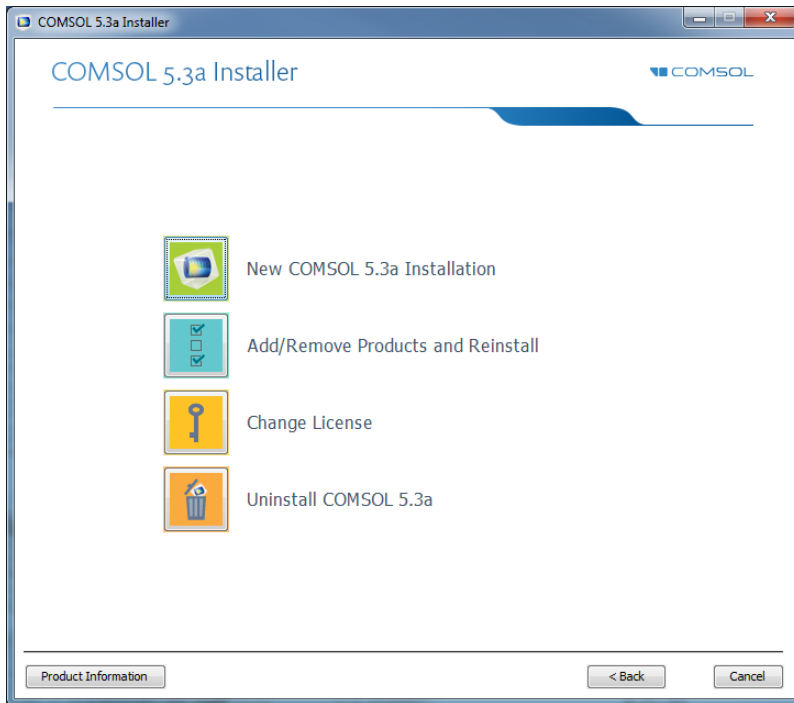 COMSOL 5.3a Installer
COMSOL 5.3a Installer
COMSOL
New COMSOL 5.3a Installation
Add/Remove Products and Reinstall
Change License
Uninstall COMSOL 5.3a
Product Information
< Back
Cancel